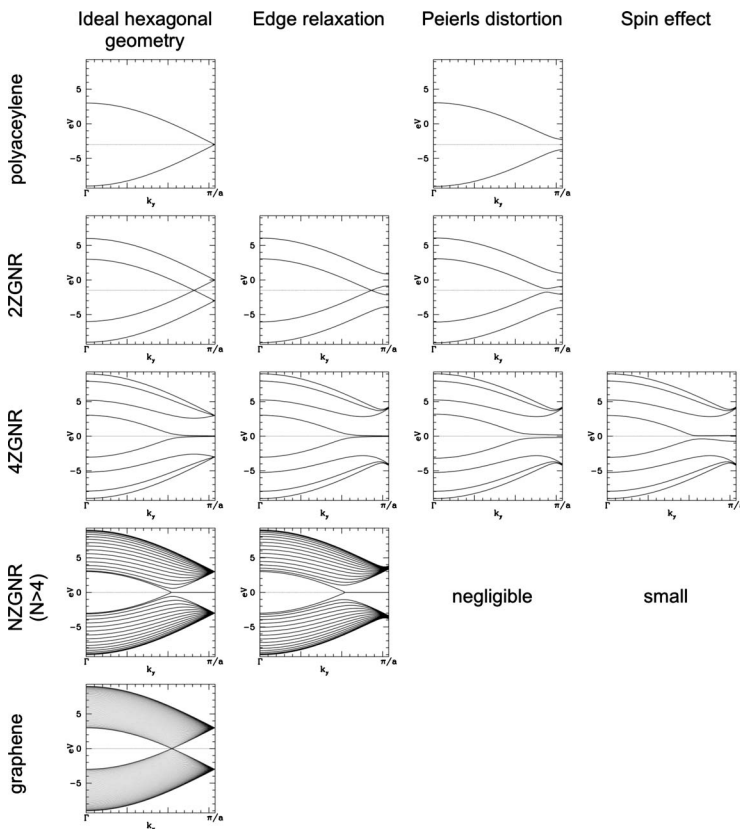 Ideal hexagonal geometry
Edge relaxation
Peierls distortion
Spin effect
polyaceylene
5
0
-5
eV
Γ
k_y
π/a
5
0
-5
eV
Γ
k_y
π/a
2ZGNR
5
0
-5
eV
Γ
k_y
π/a
5
0
-5
eV
Γ
k_y
π/a
5
0
-5
eV
Γ
k_y
π/a
4ZGNR
5
0
-5
eV
Γ
k_y
π/a
5
0
-5
eV
Γ
k_y
π/a
5
0
-5
eV
Γ
k_y
π/a
5
0
-5
eV
Γ
k_y
π/a
NZGNR
(N>4)
5
0
-5
eV
Γ
k_y
π/a
5
0
-5
eV
Γ
k_y
π/a
negligible
small
graphene
5
0
-5
eV
Γ
k_y
π/a